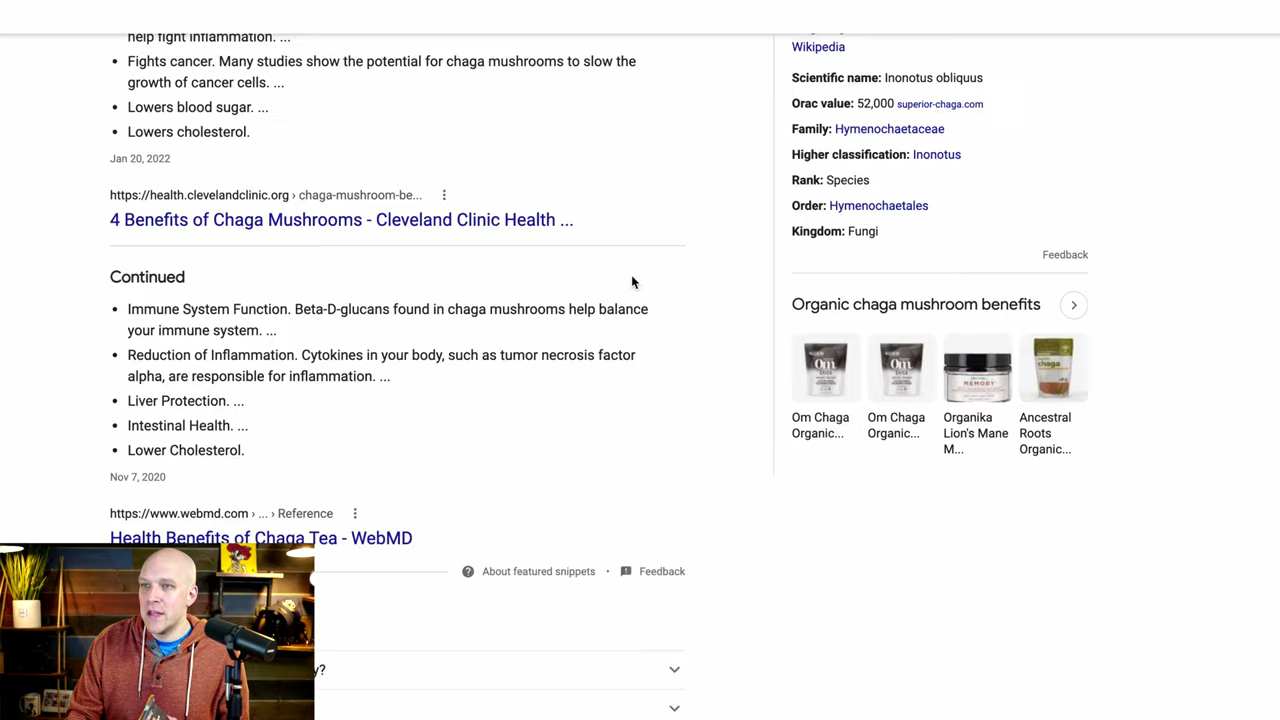 help fight inflammation. ...
• Fights cancer. Many studies show the potential for chaga mushrooms to slow the
growth of cancer cells. ...
• Lowers blood sugar. ...
• Lowers cholesterol.
Jan 20, 2022
https://health.clevelandclinic.org › chaga-mushroom-be...
4 Benefits of Chaga Mushrooms - Cleveland Clinic Health ...
Continued
• Immune System Function. Beta-D-glucans found in chaga mushrooms help balance
your immune system. ...
• Reduction of Inflammation. Cytokines in your body, such as tumor necrosis factor
alpha, are responsible for inflammation. ...
• Liver Protection. ...
• Intestinal Health. ...
• Lower Cholesterol.
Nov 7, 2020
https://www.webmd.com › ... › Reference
Health Benefits of Chaga Tea - WebMD
About featured snippets • Feedback
y?
Wikipedia
Scientific name: Inonotus obliquus
Orac value: 52,000 superior-chaga.com
Family: Hymenochaetaceae
Higher classification: Inonotus
Rank: Species
Order: Hymenochaetales
Kingdom: Fungi
Feedback
Organic chaga mushroom benefits
Om
Om
MEMORY
chaga
Om Chaga
Organic...
Om Chaga
Organic...
Organika
Lion's Mane
M...
Ancestral
Roots
Organic...